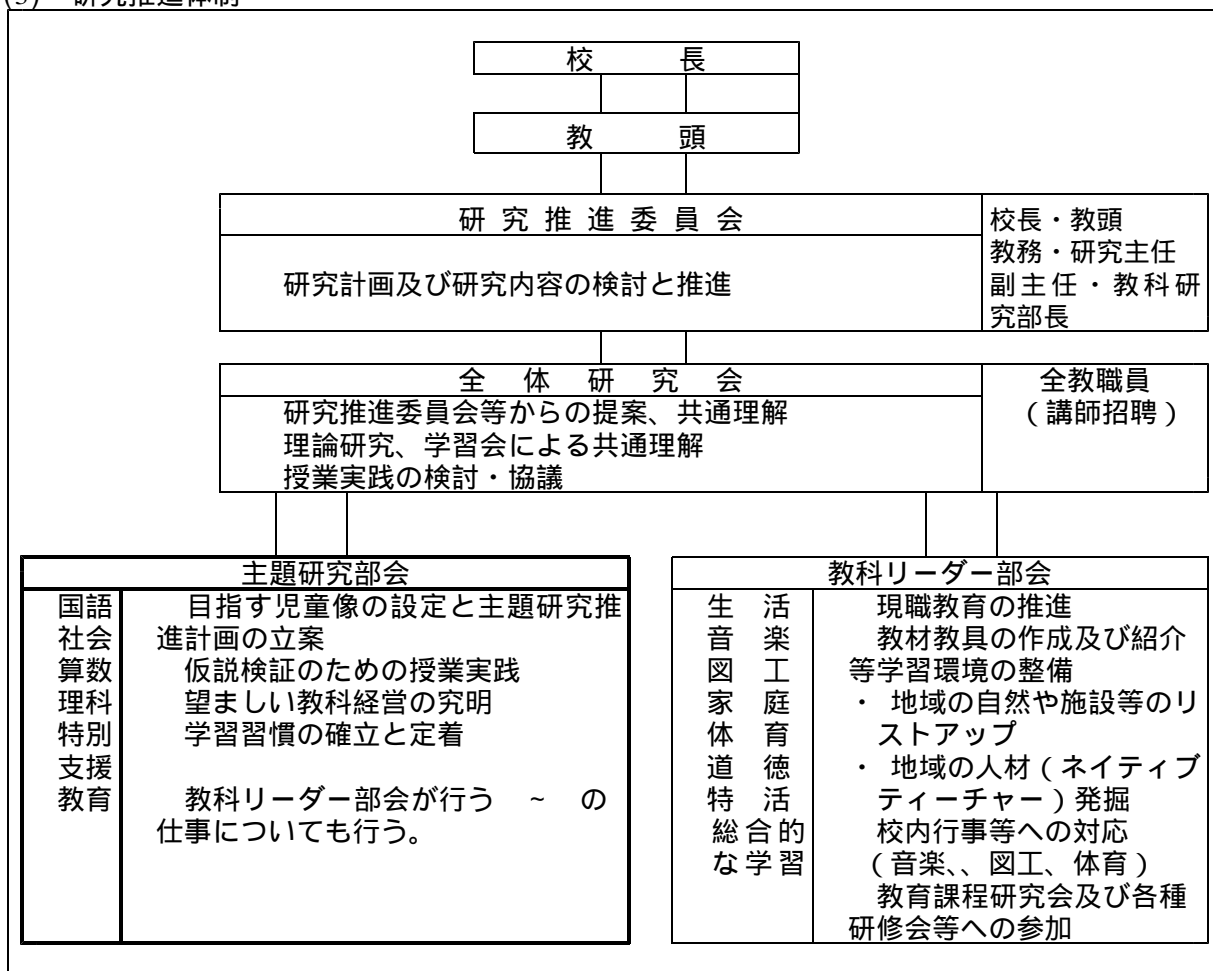 (3) 研究推進体制
校 長
教 頭
研 究 推 進 委 員 会
研究計画及び研究内容の検討と推進
校長・教頭
教務・研究主任
副主任・教科研
究部長
全 体 研 究 会
研究推進委員会等からの提案、共通理解
理論研究、学習会による共通理解
授業実践の検討・協議
全教職員
(講師招聘)
主題研究部会
国語
社会
算数
理科
特別
支援
教育
目指す児童像の設定と主題研究推
進計画の立案
仮説検証のための授業実践
望ましい教科経営の究明
学習習慣の確立と定着
教科リーダー部会が行う ~ の
仕事についても行う。
教科リーダー部会
生 活
音 楽
図 工
家 庭
体 育
道 徳
特 活
総合的
な学習
現職教育の推進
教材教具の作成及び紹介
等学習環境の整備
・ 地域の自然や施設等のリ
ストアップ
・ 地域の人材(ネイティブ
ティーチャー)発掘
校内行事等への対応
(音楽、、図工、体育)
教育課程研究会及び各種
研修会等への参加